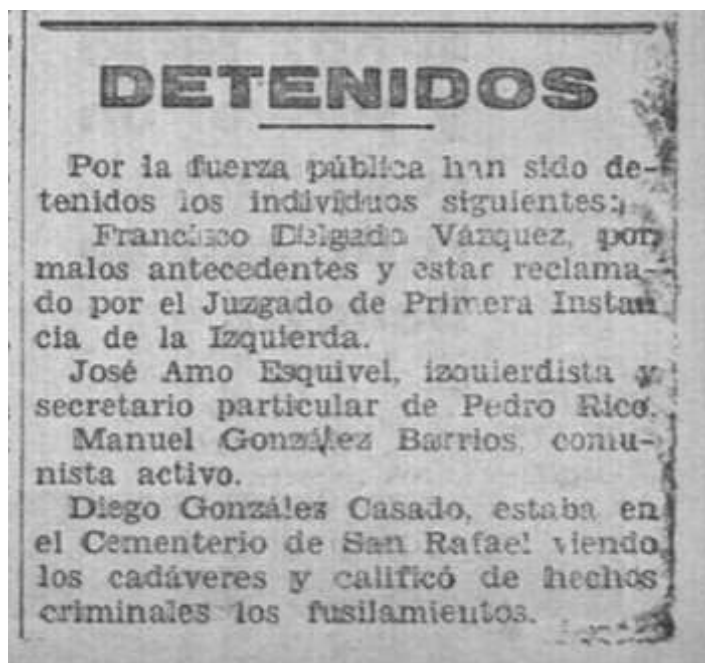 DETENIDOS
Por la fuerza pública han sido de-
tenidos los individuos siguientes:
Francisco Delgado Vázquez, por
malos antecedentes y estar reclama-
do por el Juzgado de Primera Instan
cia de la Izquierda.
José Amo Esquivel, izquierdista y
secretario particular de Pedro Rico.
Manuel González Barrios, comu-
nista activo.
Diego González Casado, estaba en
el Cementerio de San Rafael viendo
los cadáveres y calificó de hechos
criminales los fusilamientos.